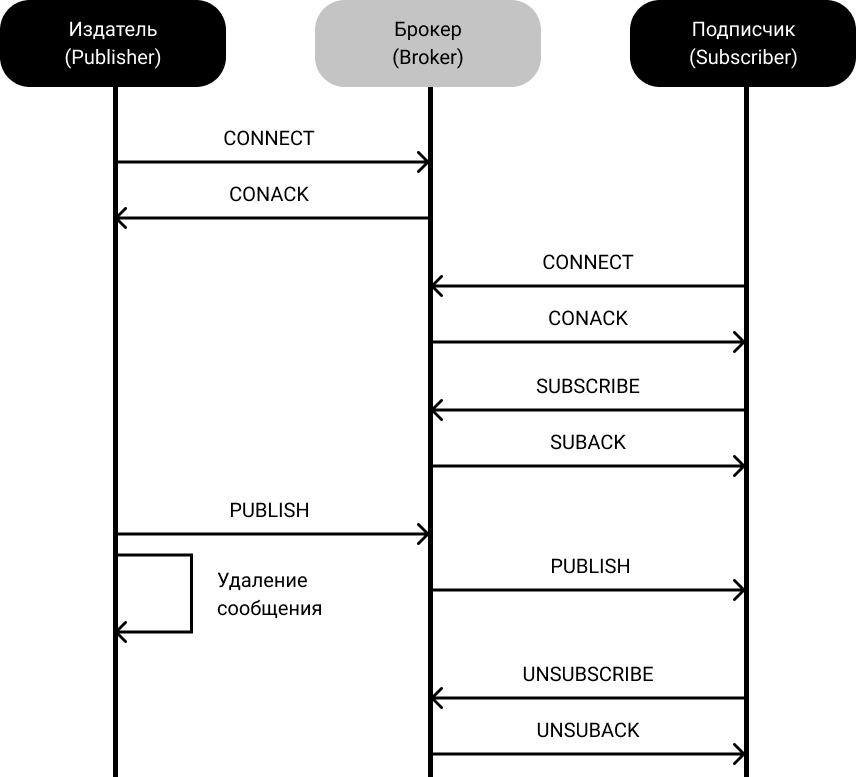 Издатель
(Publisher)
Брокер
(Broker)
Подписчик
(Subscriber)
CONNECT
CONACK
CONNECT
CONACK
SUBSCRIBE
SUBACK
PUBLISH
PUBLISH
Удаление
сообщения
UNSUBSCRIBE
UNSUBACK